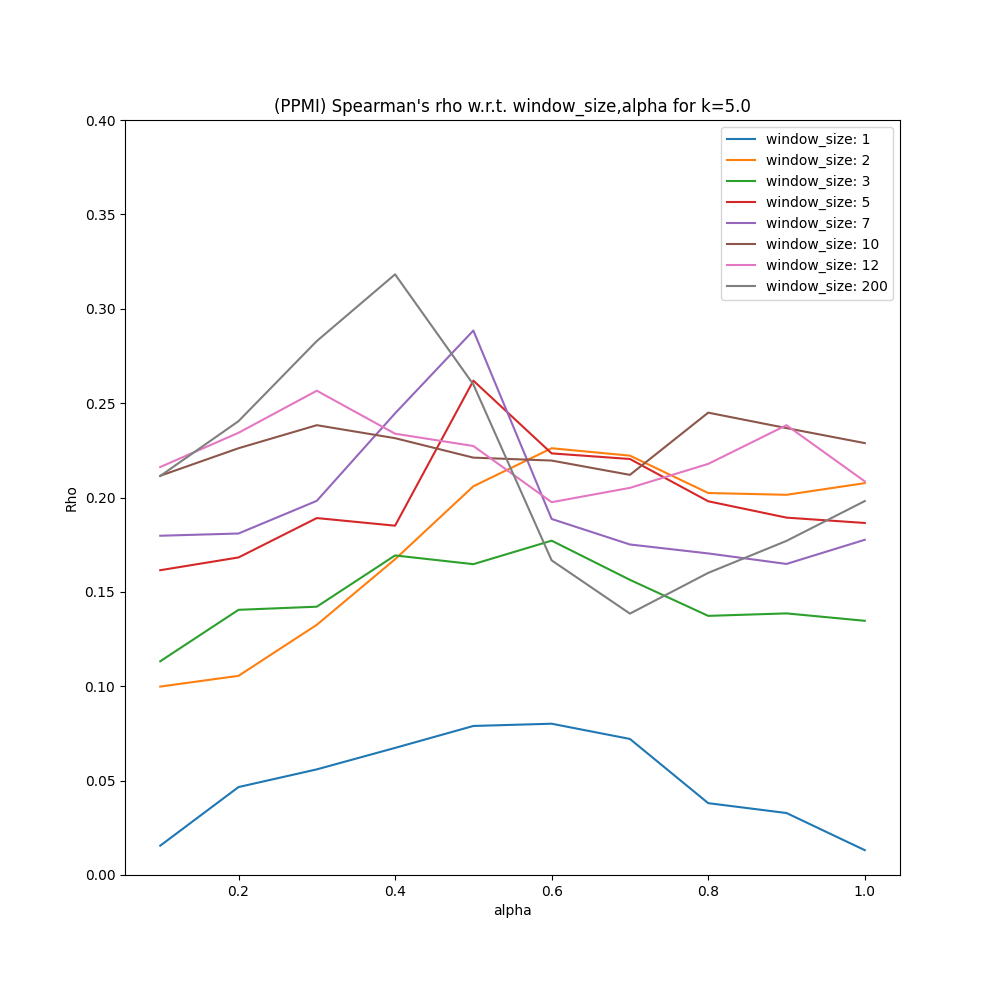 (PPMI) Spearman's rho w.r.t. window_size,alpha for k=5.0
0.40
0.35
0.30
0.25
0.20
0.15
0.10
0.05
0.00
Rho
window_size: 1
window_size: 2
window_size: 3
window_size: 5
window_size: 7
window_size: 10
window_size: 12
window_size: 200
0.2 0.4 0.6 0.8 1.0
alpha